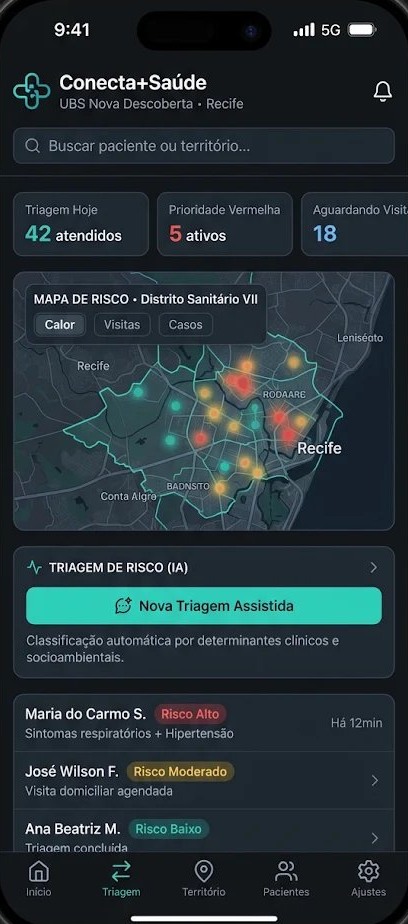 9:41
5G
Conecta+Saúde
UBS Nova Descoberta • Recife
Buscar paciente ou território...
Triagem Hoje
42 atendidos
Prioridade Vermelha
5 ativos
Aguardando Visit
18
MAPA DE RISCO • Distrito Sanitário VII
Calor
Visitas
Casos
Lenisénto
Recife
RODAARE
Recife
BADNSITO
Conta Algre
TRIAGEM DE RISCO (IA)
Nova Triagem Assistida
Classificação automática por determinantes clínicos e
socioambientais.
Maria do Carmo S. Risco Alto
Há 12min
Sintomas respiratórios + Hipertensão
José Wilson F. Risco Moderado
Visita domiciliar agendada
Ana Beatriz M. Risco Baixo
Triagem concluída
Início
Triagem
Território
Pacientes
Ajustes